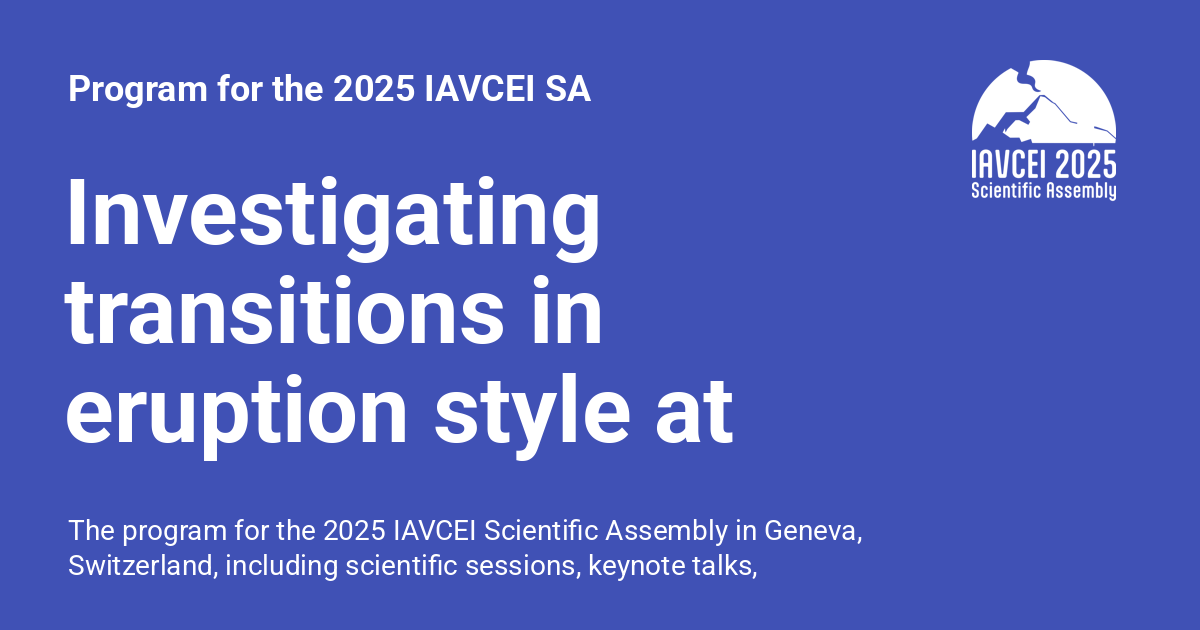 Program for the 2025 IAVCEI SA
IAVCEI 2025
Scientific Assembly
Investigating
transitions in
eruption style at
The program for the 2025 IAVCEI Scientific Assembly in Geneva,
Switzerland, including scientific sessions, keynote talks,